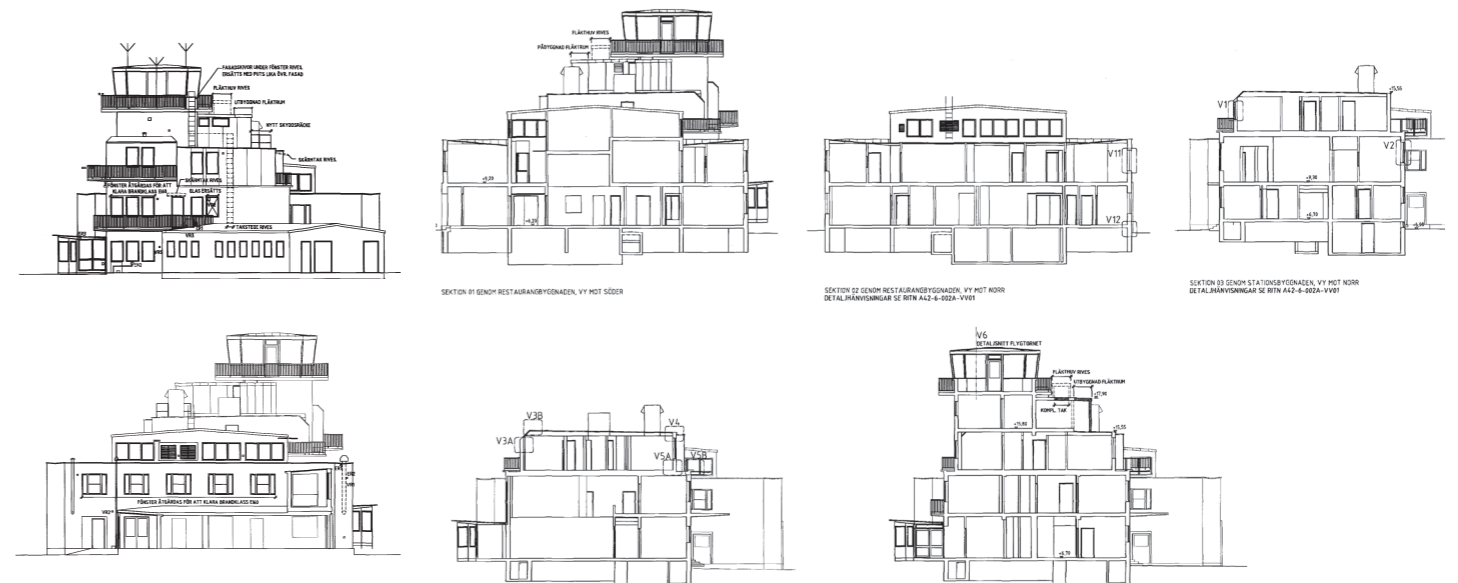 FASADSKIVOR UNDER FÖNSTER RIVES.
ERSÄTTS MED PUTS LIKA ÖVR. FASAD
FLÄKTHUV RIVES
UTBYGGNAD FLÄKTRUM
NYTT SKYDDSRÄCKE
SKÄRMTAK RIVES.
SKÄRMTAK RIVES
FÖNSTER ÅTGÄRDAS FÖR ATT
KLARA BRANDKLASS EI60
GLAS ERSÄTTS
TAKSTEGE RIVES
FLÄKTHUV RIVES
PÅBYGGNAD FLÄKTRUM
SEKTION 01 GENOM RESTAURANGBYGGNADEN, VY MOT SÖDER
V11
V12
SEKTION 02 GENOM RESTAURANGBYGGNADEN, VY MOT NORR
DETALJHÄNVISNINGAR SE RITN A42-6-002A-VV01
V1
V2
SEKTION 03 GENOM STATIONSBYGGNADEN, VY MOT NORR
DETALJHÄNVISNINGAR SE RITN A42-6-002A-VV01
FÖNSTER ÅTGÄRDAS FÖR ATT KLARA BRANDKLASS EI60
V3B
V3A
V4
V5A
V5B
V6
DETALJSNITT FLYGTORNET
FLÄKTHUV RIVES
UTBYGGNAD FLÄKTRUM
KOMPL. TAK